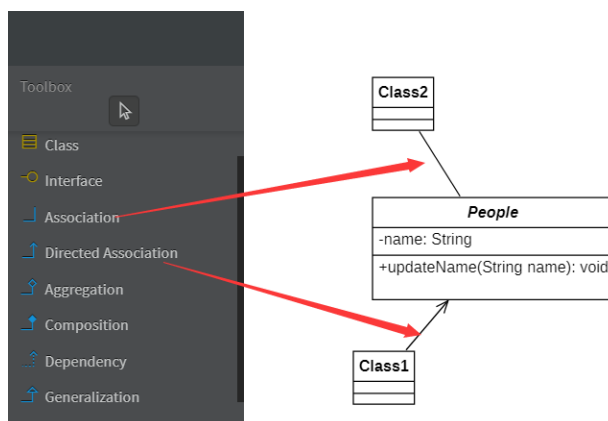 Toolbox
Class
Interface
Association
Directed Association
Aggregation
Composition
Dependency
Generalization
Class2
People
-name: String
+updateName(String name): void
Class1